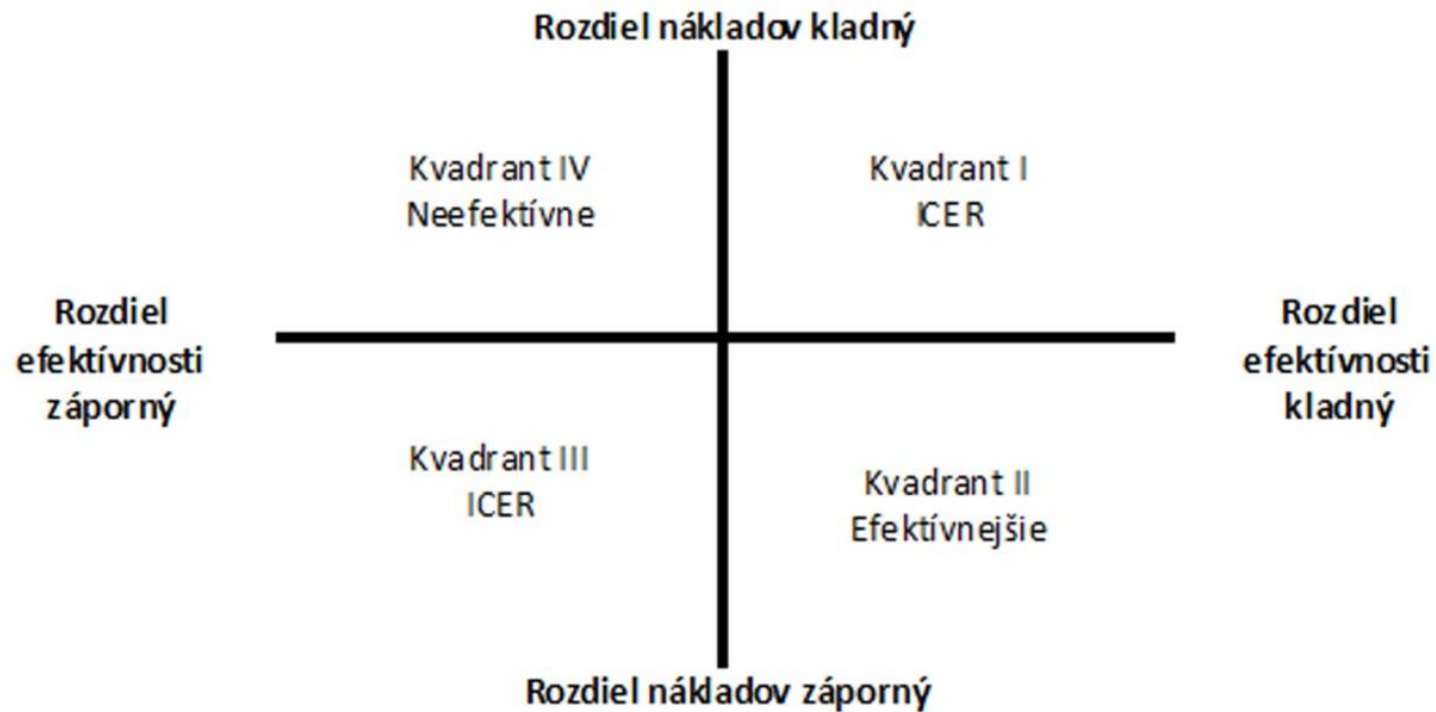 Rozdiel nákladov kladný
Kvadrant IV
Neefektívne
Kvadrant I
ICER
Rozdiel
efektívnosti
záporný
Rozdiel
efektívnosti
kladný
Kvadrant III
ICER
Kvadrant II
Efektívnejšie
Rozdiel nákladov záporný